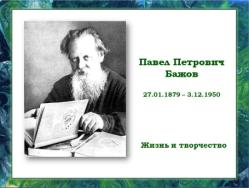 Павел Петрович
Бажов
27.01.1879 – 3.12.1950
Жизнь и творчество